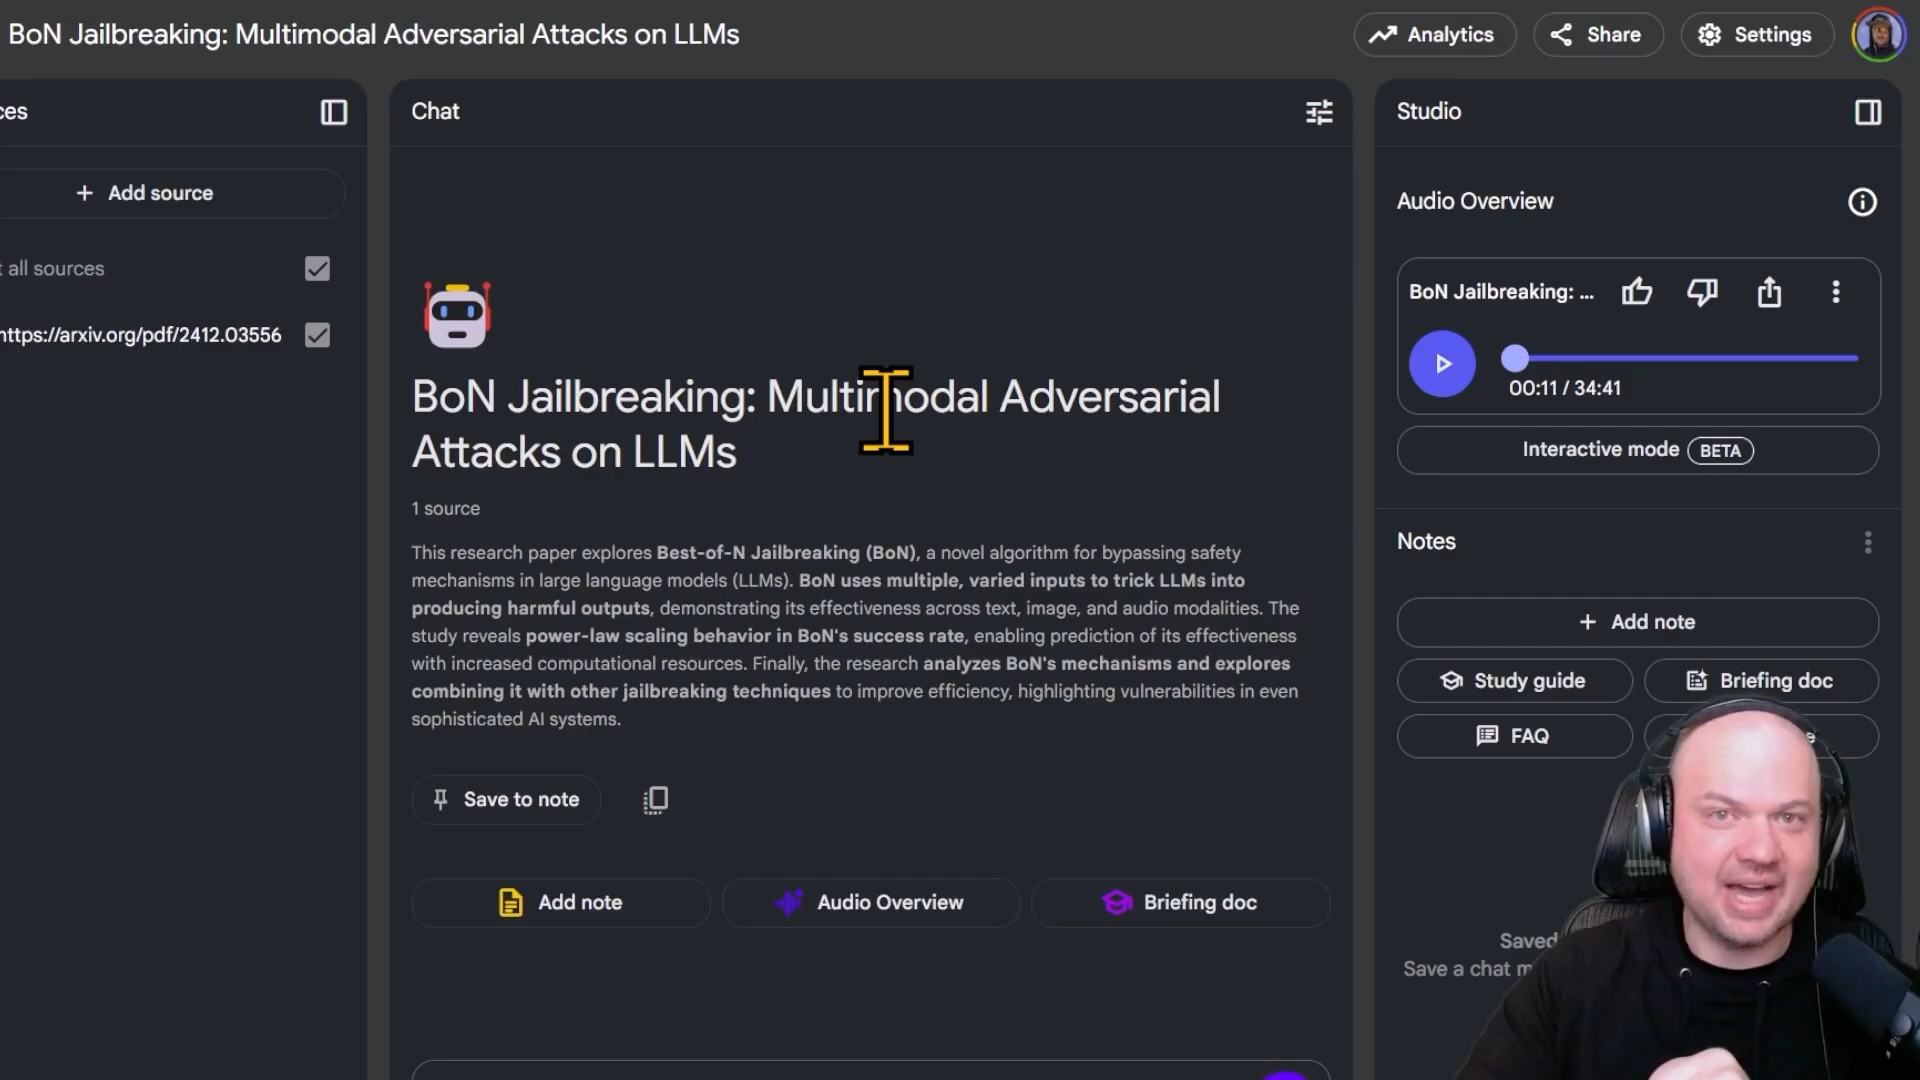 BoN Jailbreaking: Multimodal Adversarial Attacks on LLMs
Analytics
Share
Settings
ces
Chat
Studio
+ Add source
Audio Overview
t all sources
https://arxiv.org/pdf/2412.03556
BoN Jailbreaking: ...
00:11 / 34:41
Interactive mode BETA
BoN Jailbreaking: Multimodal Adversarial
Attacks on LLMs
1 source
This research paper explores Best-of-N Jailbreaking (BoN), a novel algorithm for bypassing safety
mechanisms in large language models (LLMs). BoN uses multiple, varied inputs to trick LLMs into
producing harmful outputs, demonstrating its effectiveness across text, image, and audio modalities. The
study reveals power-law scaling behavior in BoN's success rate, enabling prediction of its effectiveness
with increased computational resources. Finally, the research analyzes BoN's mechanisms and explores
combining it with other jailbreaking techniques to improve efficiency, highlighting vulnerabilities in even
sophisticated AI systems.
Save to note
Add note
Audio Overview
Briefing doc
Notes
+ Add note
Study guide
Briefing doc
FAQ
Saved
Save a chat m